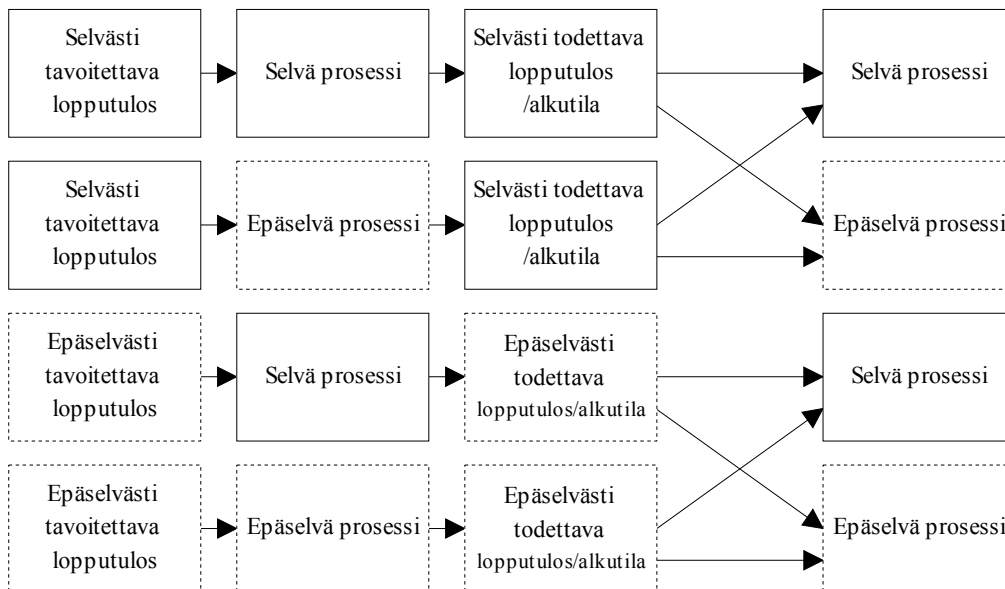 Selvästi
tavoitettava
lopputulos
Selvä prosessi
Selvästi todettava
lopputulos
/alkutila
Selvä prosessi
Selvästi
tavoitettava
lopputulos
Epäselvä prosessi
Selvästi todettava
lopputulos
/alkutila
Epäselvä prosessi
Epäselvästi
tavoitettava
lopputulos
Selvä prosessi
Epäselvästi
todettava
lopputulos/alkutila
Selvä prosessi
Epäselvästi
tavoitettava
lopputulos
Epäselvä prosessi
Epäselvästi
todettava
lopputulos/alkutila
Epäselvä prosessi